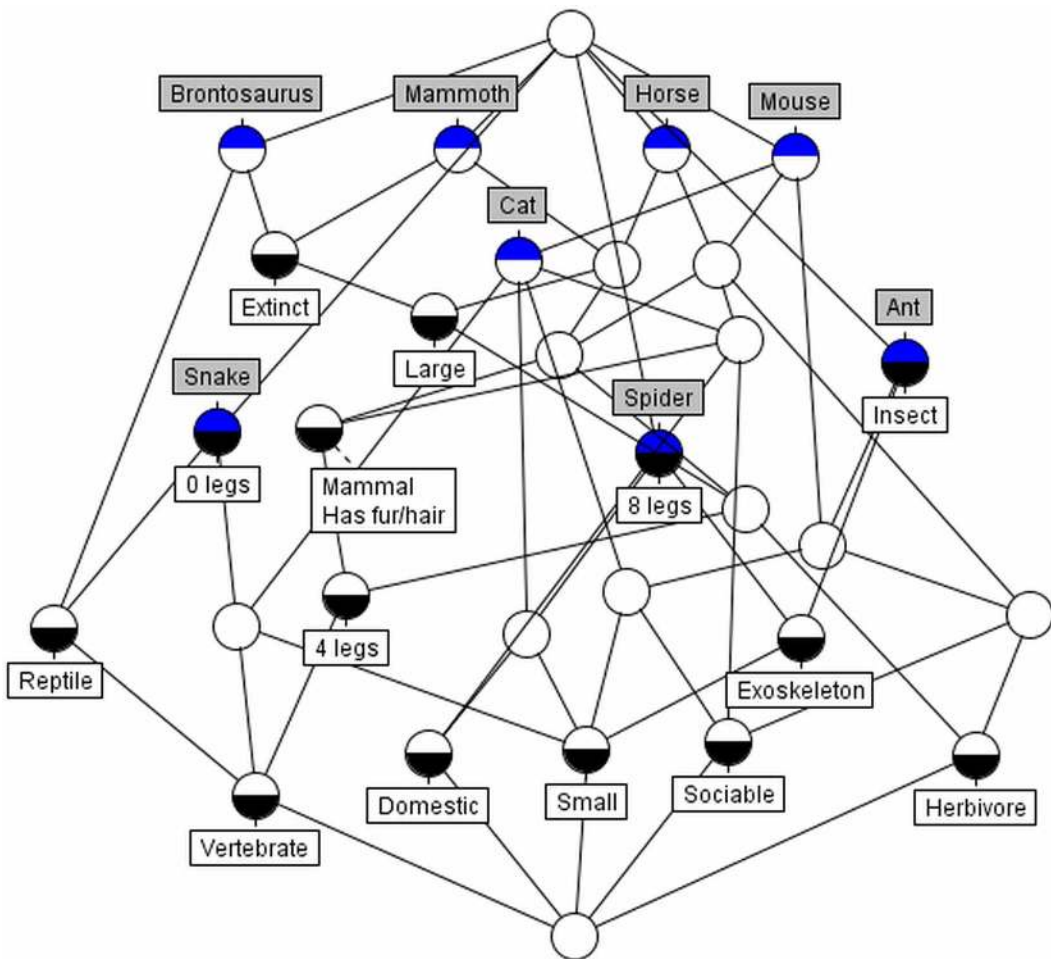 Brontosaurus
Mammoth
Horse
Mouse
Cat
Extinct
Ant
Large
Snake
Spider
Insect
0 legs
Mammal
Has fur/hair
8 legs
4 legs
Reptile
Exoskeleton
Domestic
Small
Sociable
Herbivore
Vertebrate